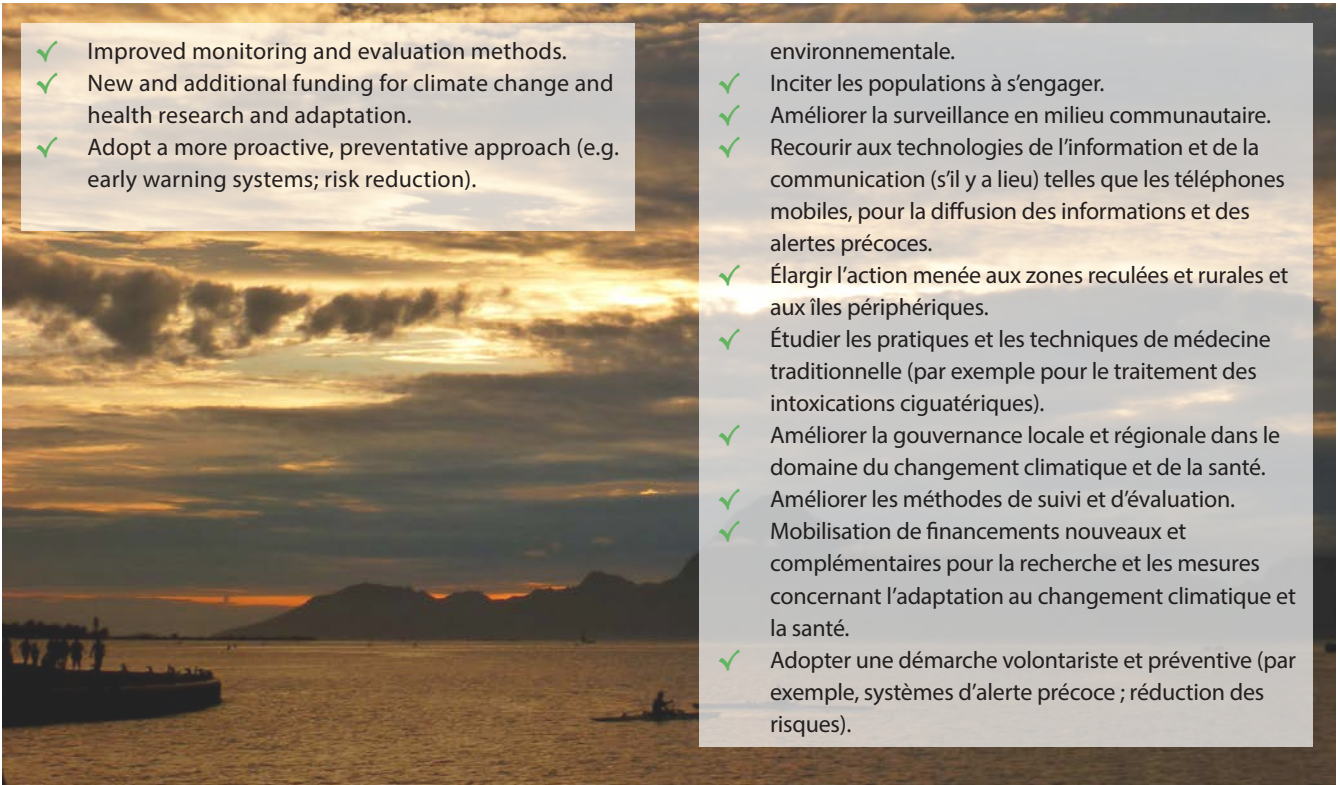 ✓ Improved monitoring and evaluation methods.
✓ New and additional funding for climate change and
health research and adaptation.
✓ Adopt a more proactive, preventative approach (e.g.
early warning systems; risk reduction).
environnementale.
✓ Inciter les populations à s’engager.
✓ Améliorer la surveillance en milieu communautaire.
✓ Recourir aux technologies de l’information et de la
communication (s’il y a lieu) telles que les téléphones
mobiles, pour la diffusion des informations et des
alertes précoces.
✓ Élargir l’action menée aux zones reculées et rurales et
aux îles périphériques.
✓ Étudier les pratiques et les techniques de médecine
traditionnelle (par exemple pour le traitement des
intoxications ciguatériques).
✓ Améliorer la gouvernance locale et régionale dans le
domaine du changement climatique et de la santé.
✓ Améliorer les méthodes de suivi et d’évaluation.
✓ Mobilisation de financements nouveaux et
complémentaires pour la recherche et les mesures
concernant l’adaptation au changement climatique et
la santé.
✓ Adopter une démarche volontariste et préventive (par
exemple, systèmes d’alerte précoce ; réduction des
risques).